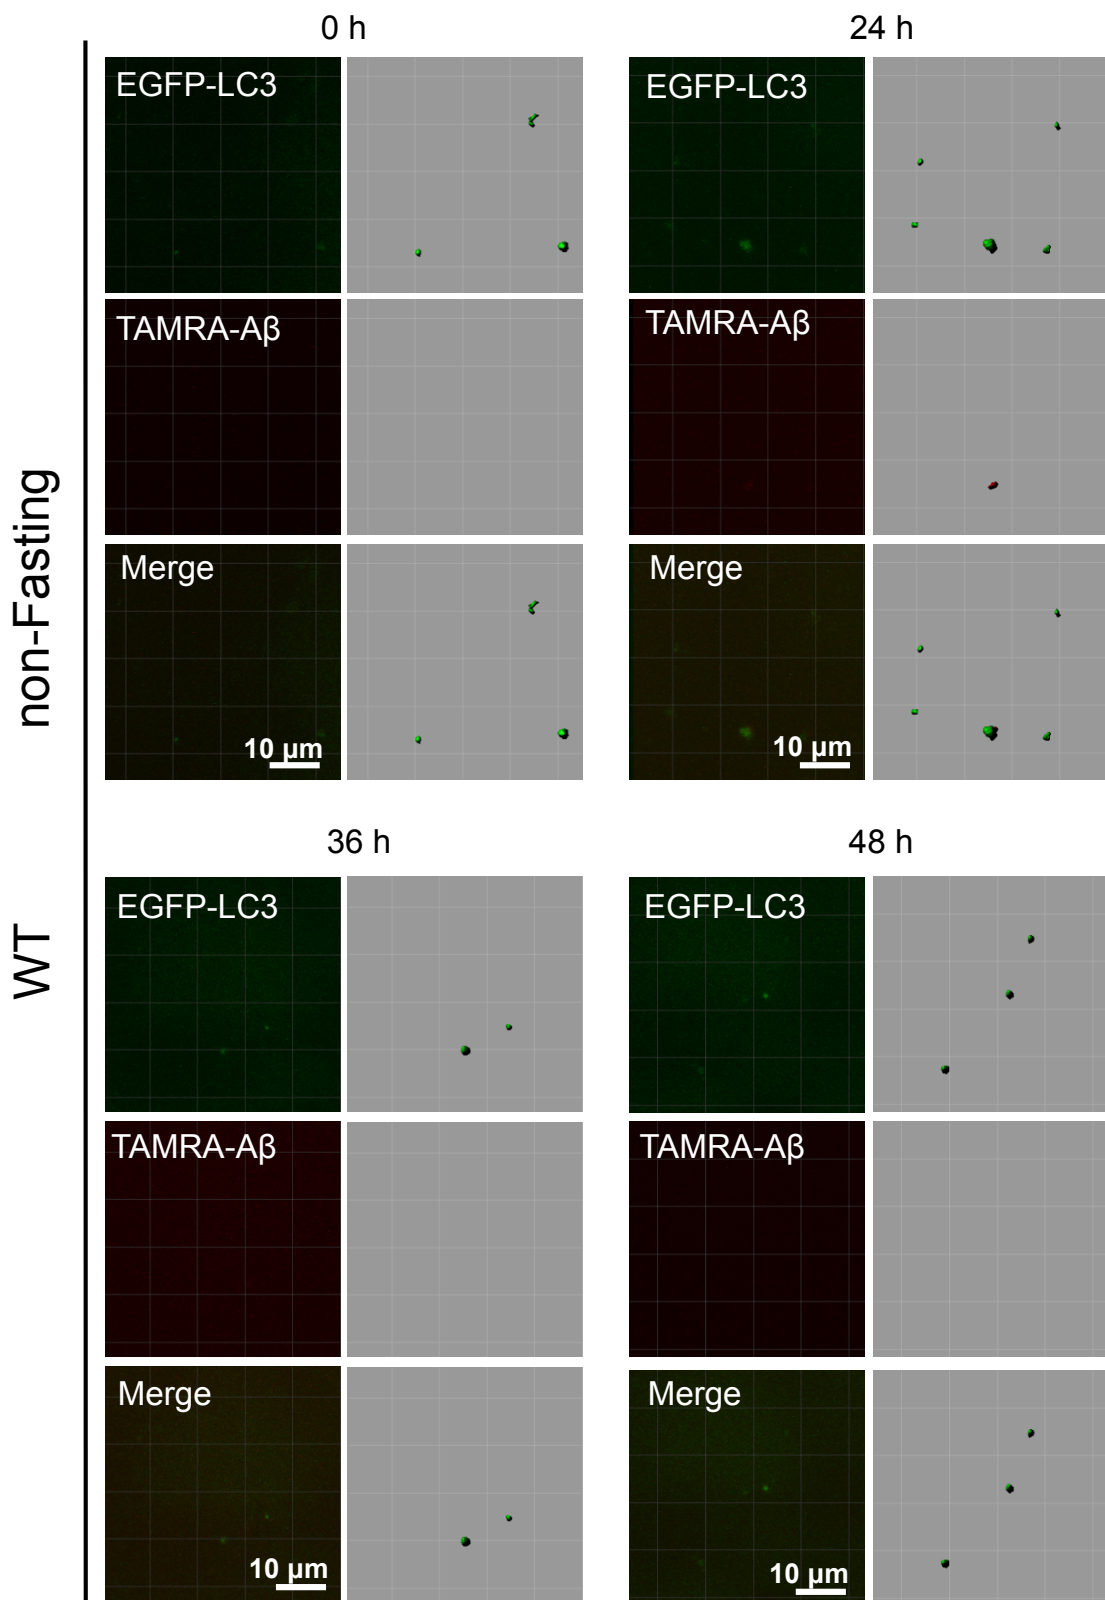 0 h
24 h
EGFP-LC3
EGFP-LC3
TAMRA-Aβ
TAMRA-Aβ
non-Fasting
Merge
Merge
10 μm
10 μm
36 h
48 h
EGFP-LC3
EGFP-LC3
WT
TAMRA-Aβ
TAMRA-Aβ
Merge
Merge
10 μm
10 μm